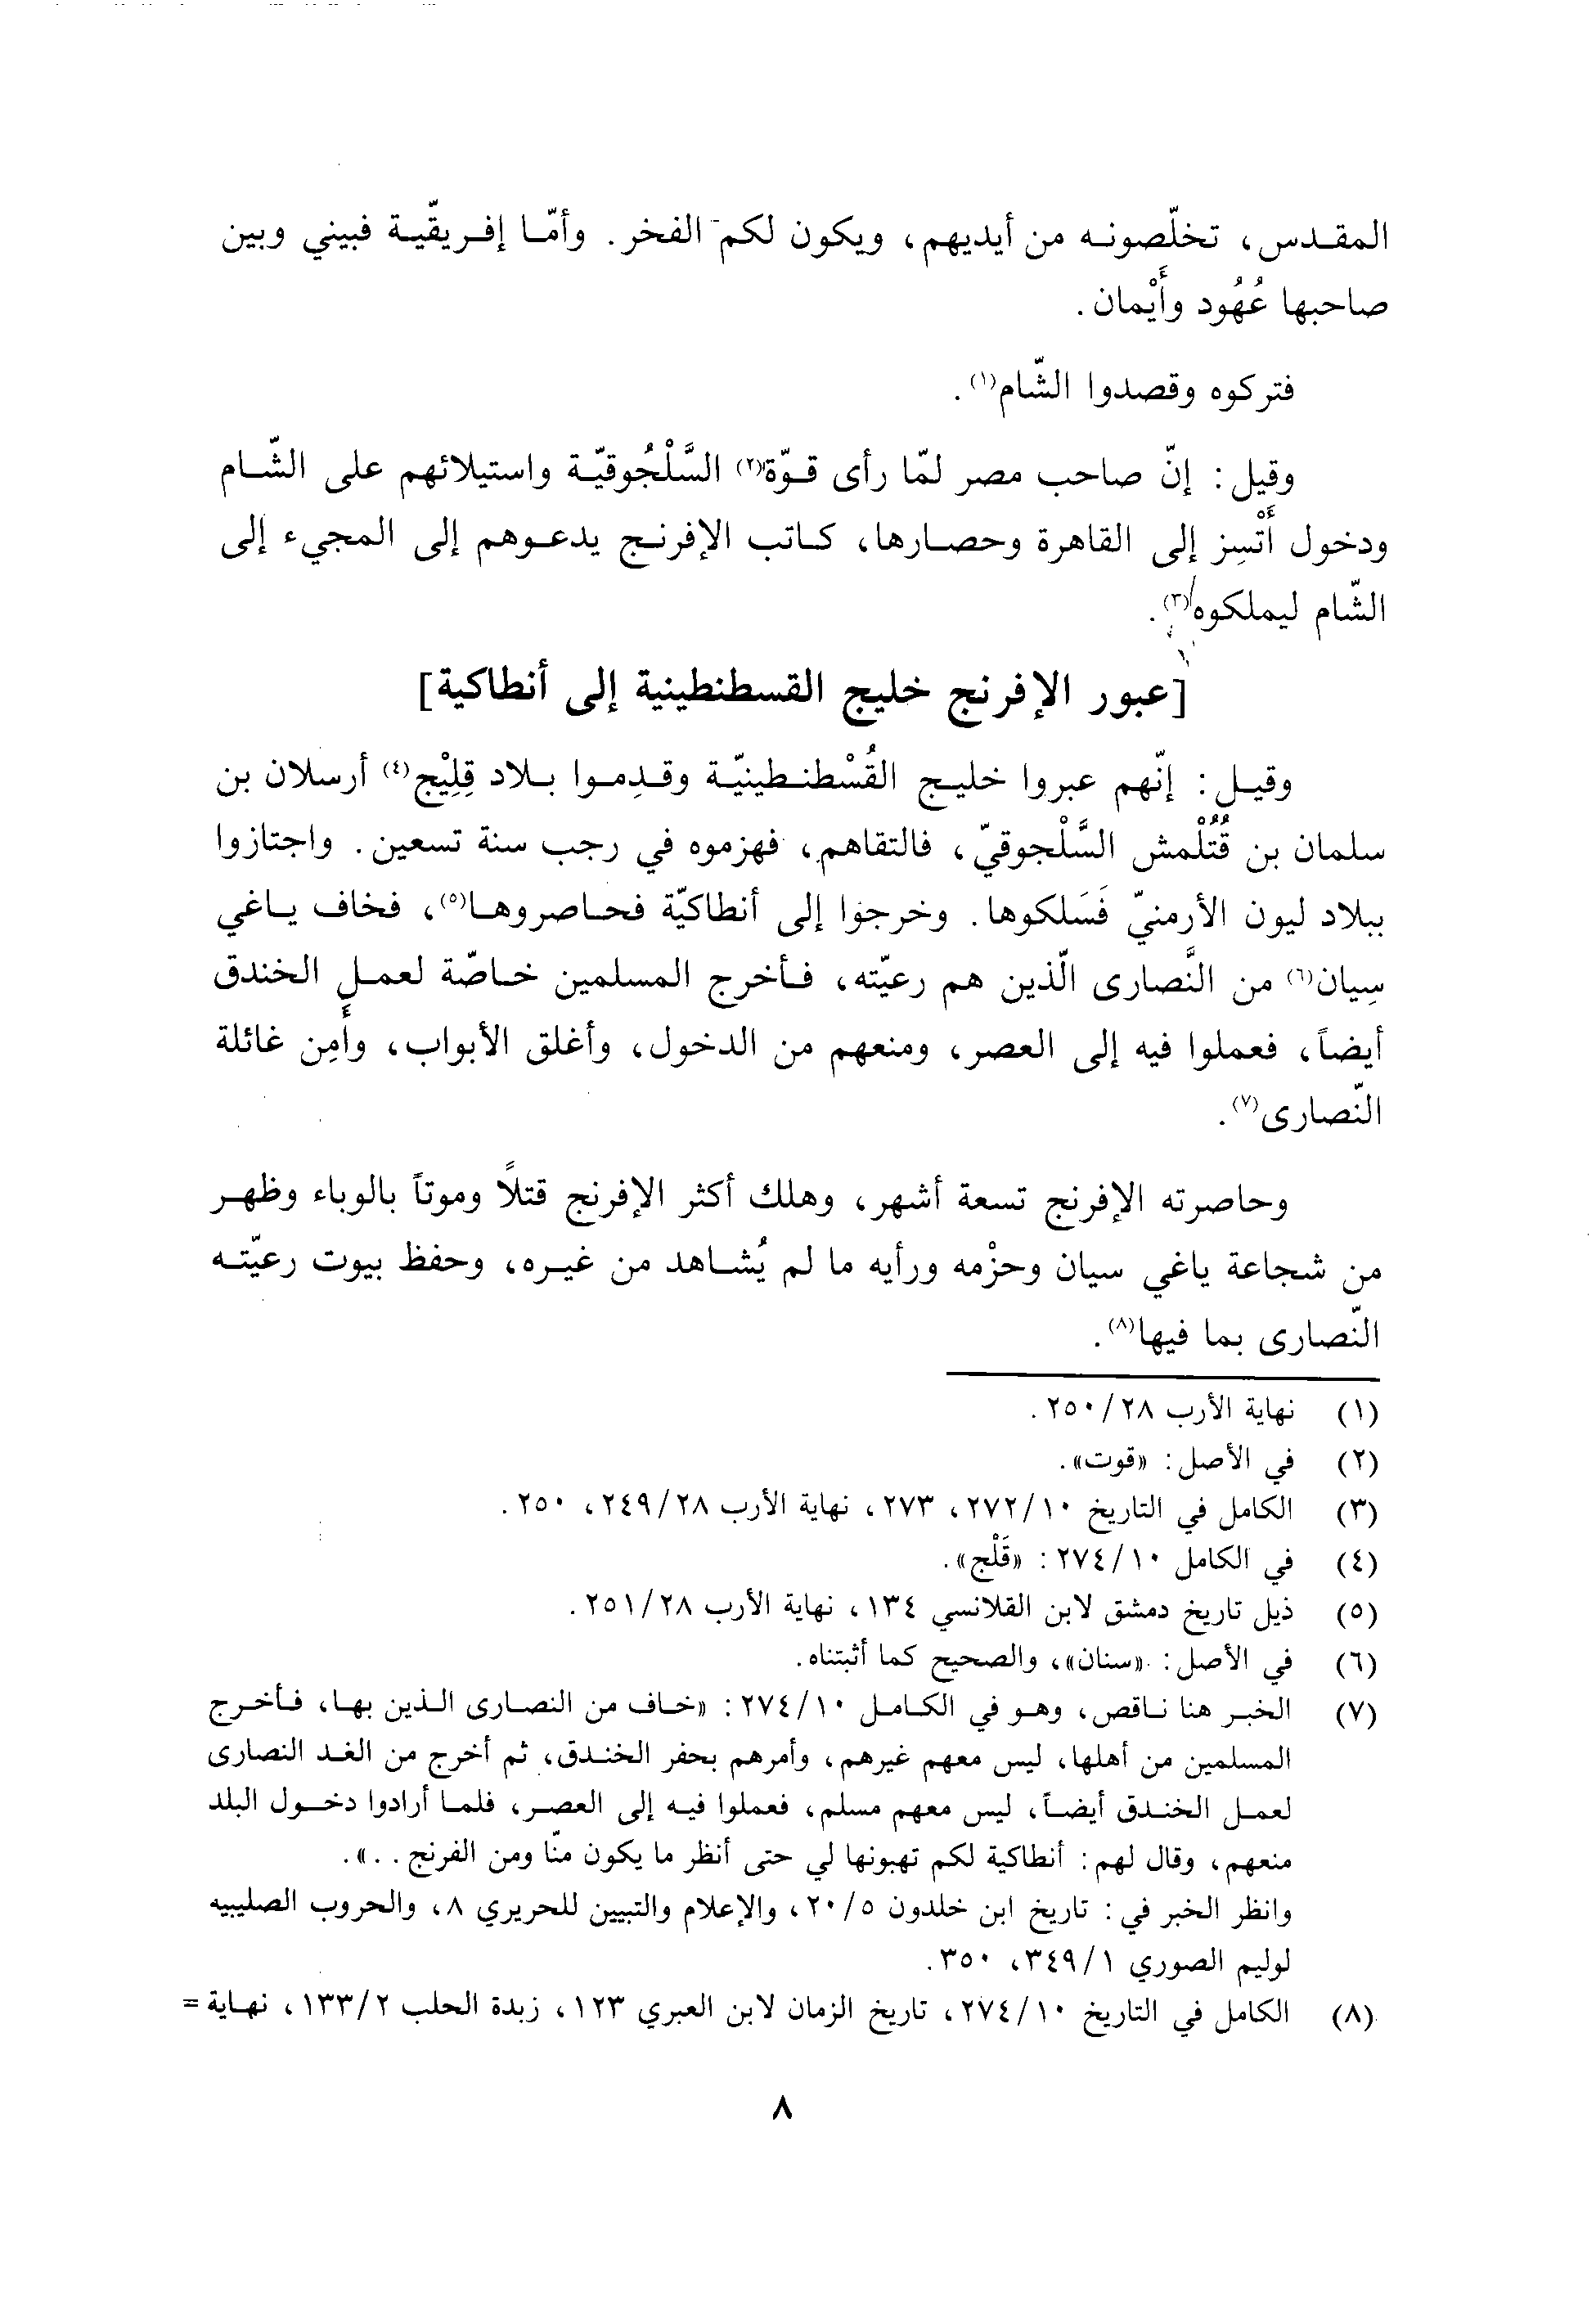 المقدس، تخلّصونه من أيديهم، ويكون لكم الفخر. وأمّا إفريقّية فبيني وبين
صاحبها عُهُود وأَيْمان.
فتركوه وقصدوا الشّام(١).
وقيل: إنّ صاحب مصر لمّا رأى قوّة(٢) السَّلْجُوقيّة واستيلائهم على الشّام
ودخول أَتْسِز إلى القاهرة وحصارها، كاتب الإفرنج يدعوهم إلى المجيء إلى
الشّام ليملكوه(٣).
[عبور الإفرنج خليج القسطنطينية إلى أنطاكية]
وقيل: إنّهم عبروا خليج القُسْطنطينيّة وقدِموا بلاد قِلِيْج(٤) أرسلان بن
سلمان بن قُتُلْمش السَّلْجوقيّ، فالتقاهم، فهزموه في رجب سنة تسعين. واجتازوا
ببلاد ليون الأرمنيّ فَسَلكوها. وخرجوا إلى أنطاكيّة فحاصروها(٥)، فخاف ياغي
سِيان(٦) من النَّصارى الّذين هم رعيّته، فأخرج المسلمين خاصّة لعمل الخندق
أيضاً، فعملوا فيه إلى العصر، ومنعهم من الدخول، وأغلق الأبواب، وأَمِن غائلة
النّصارى(٧).
وحاصرته الإفرنج تسعة أشهر، وهلك أكثر الإفرنج قتلًا وموتاً بالوباء وظهر
من شجاعة ياغي سيان وحزْمه ورأيه ما لم يُشاهد من غيره، وحفظ بيوت رعيّته
النّصارى بما فيها(٨).
(١) نهاية الأرب ٢٨/٢٥٠.
(٢) في الأصل: «قوت».
(٣) الكامل في التاريخ ١٠/٢٧٢، ٢٧٣، نهاية الأرب ٢٨/٢٤٩، ٢٥٠.
(٤) في الكامل ١٠/٢٧٤: «قَلْج».
(٥) ذيل تاريخ دمشق لابن القلانسي ١٣٤، نهاية الأرب ٢٨/٢٥١.
(٦) في الأصل: «سنان»، والصحيح كما أثبتناه.
(٧) الخبر هنا ناقص، وهو في الكامل ١٠/٢٧٤: «خاف من النصارى الذين بها، فأخرج
المسلمين من أهلها، ليس معهم غيرهم، وأمرهم بحفر الخندق، ثم أخرج من الغد النصارى
لعمل الخندق أيضاً، ليس معهم مسلم، فعملوا فيه إلى العصر، فلما أرادوا دخول البلد
منعهم، وقال لهم: أنطاكية لكم تهبونها لي حتى أنظر ما يكون منّا ومن الفرنج..».
وانظر الخبر في: تاريخ ابن خلدون ٥/٢٠، والإعلام والتبيين للحريري ٨، والحروب الصليبيه
لوليم الصوري ١/٣٤٩، ٣٥٠.
(٨) الكامل في التاريخ ١٠/٢٧٤، تاريخ الزمان لابن العبري ١٢٣، زبدة الحلب ٢/١٣٣، نهاية =
٨